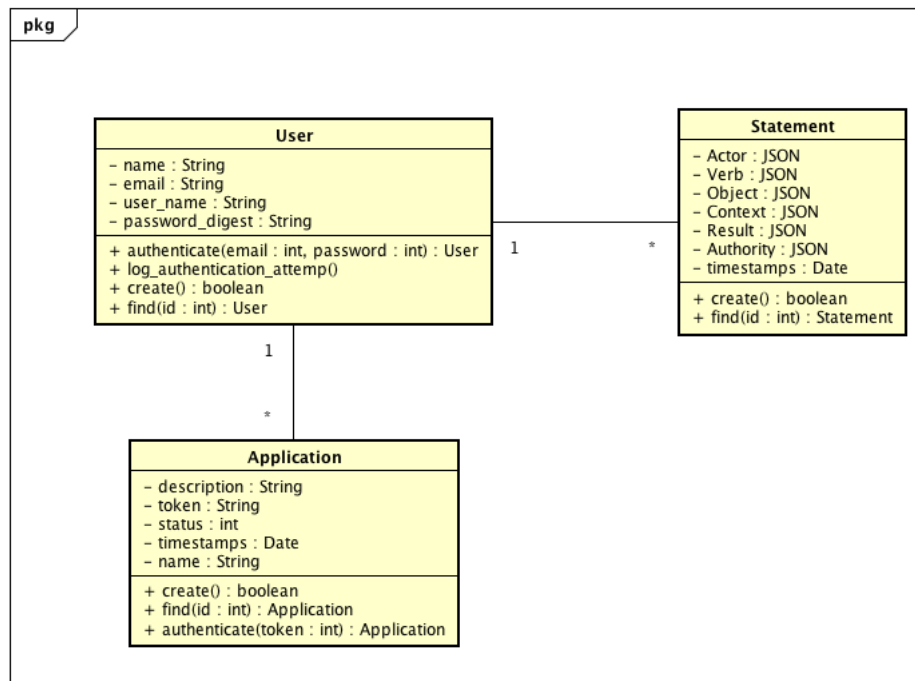 pkg
User
– name : String
– email : String
– user_name : String
– password_digest : String
+ authenticate(email : int, password : int) : User
+ log_authentication_attemp()
+ create() : boolean
+ find(id : int) : User
Statement
– Actor : JSON
– Verb : JSON
– Object : JSON
– Context : JSON
– Result : JSON
– Authority : JSON
– timestamps : Date
+ create() : boolean
+ find(id : int) : Statement
1
*
1
*
Application
– description : String
– token : String
– status : int
– timestamps : Date
– name : String
+ create() : boolean
+ find(id : int) : Application
+ authenticate(token : int) : Application